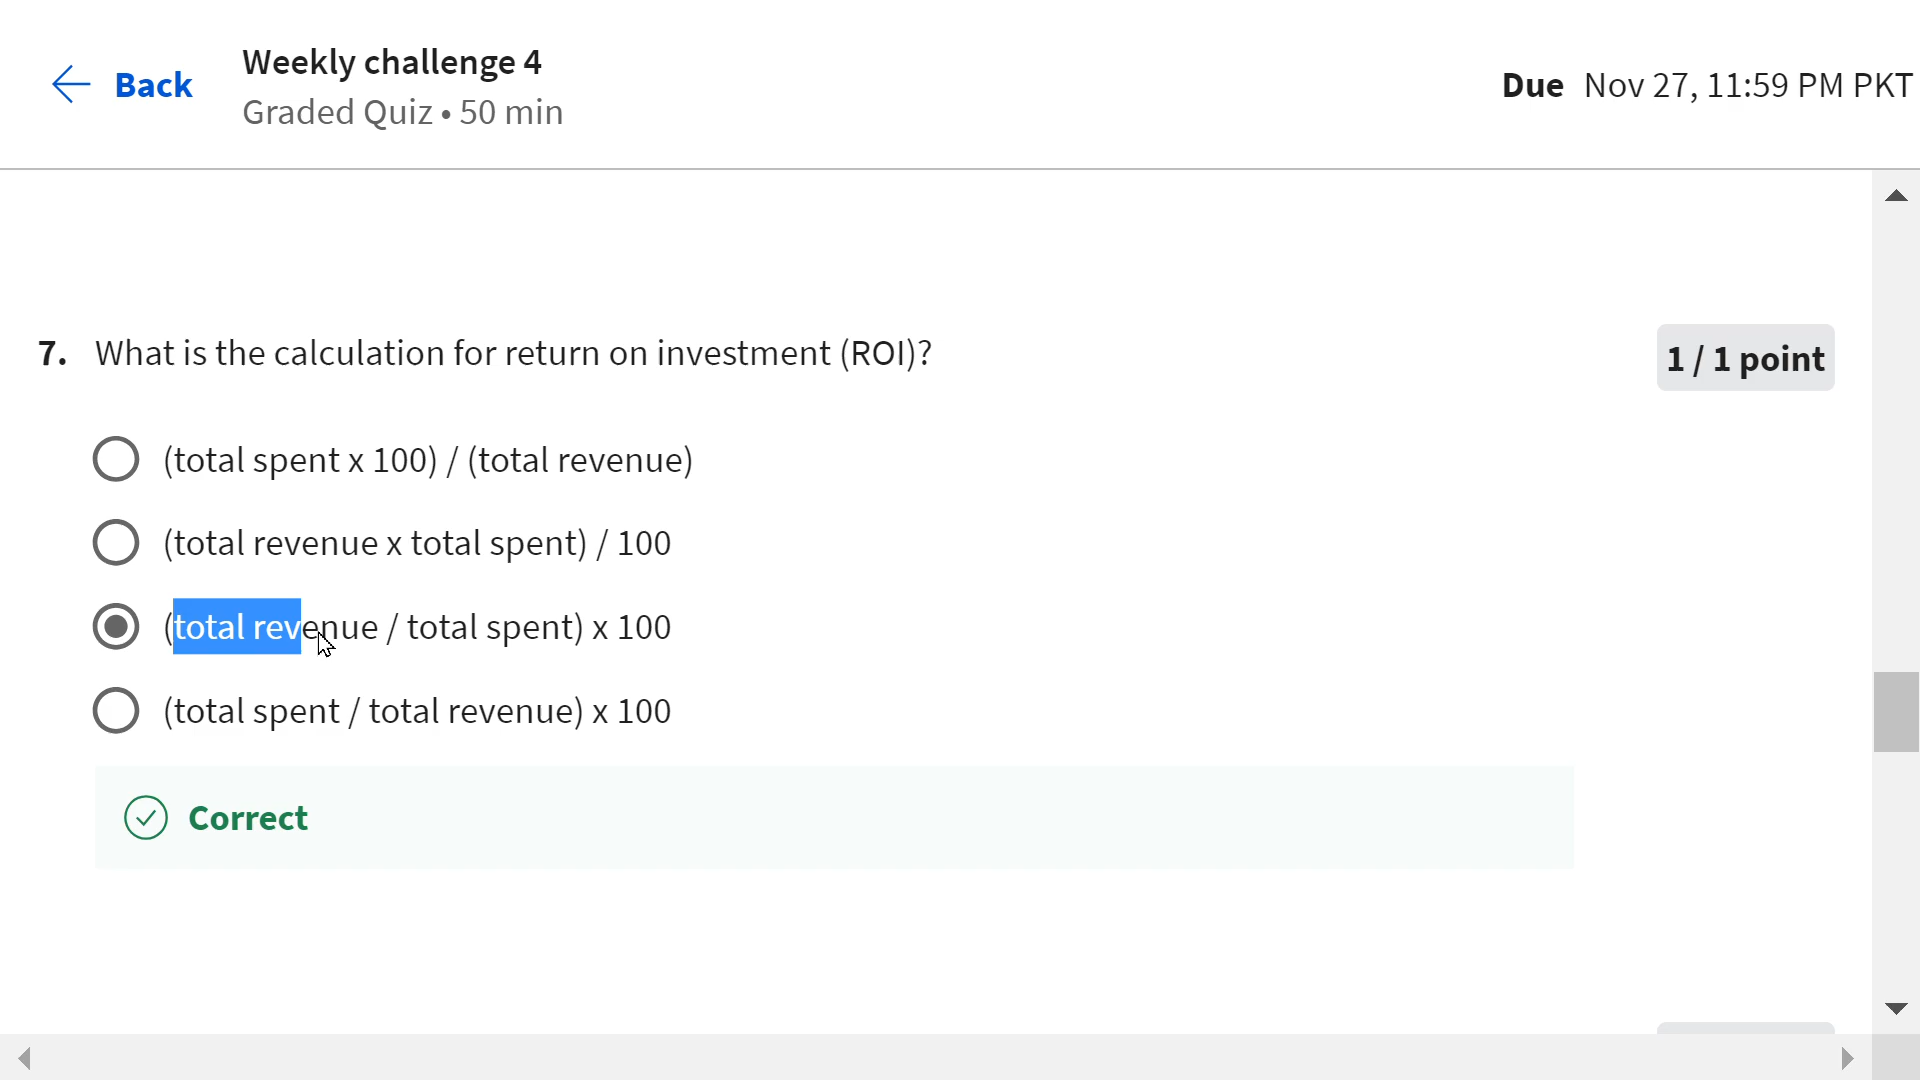 Back
Weekly challenge 4
Graded Quiz • 50 min
Due Nov 27, 11:59 PM PKT
7. What is the calculation for return on investment (ROI)?
1 / 1 point
(total spent x 100) / (total revenue)
(total revenue x total spent) / 100
(total revenue / total spent) x 100
(total spent / total revenue) x 100
Correct